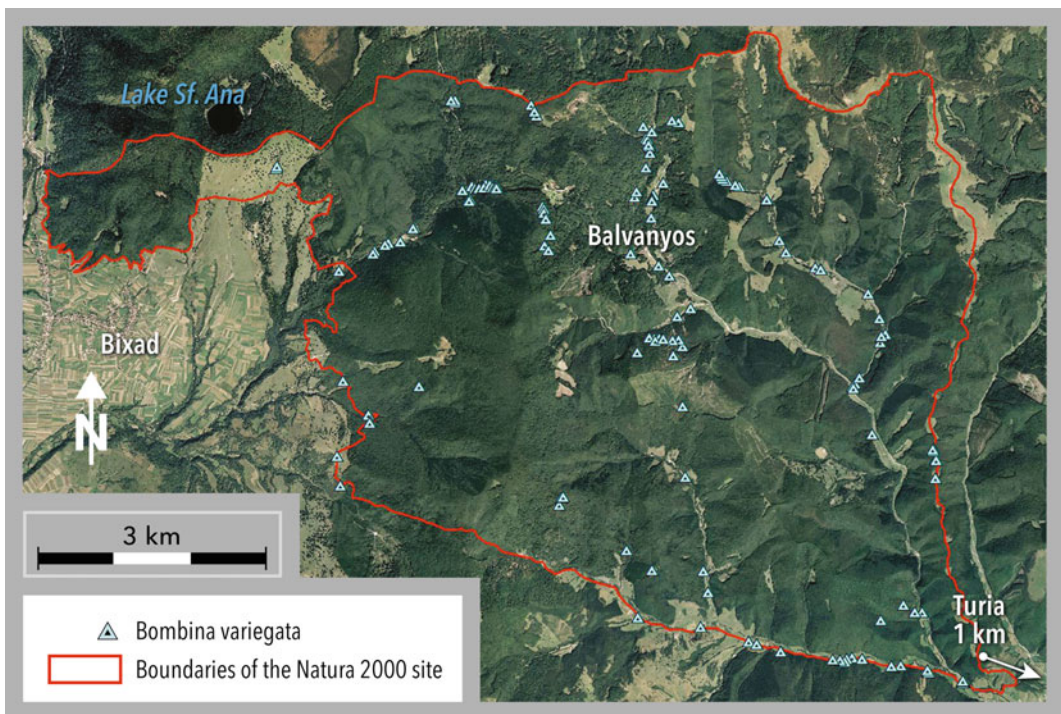 Lake Sf. Ana
Balvanyos
Bixad
N
3 km
Turia
1 km
Bombina variegata
Boundaries of the Natura 2000 site